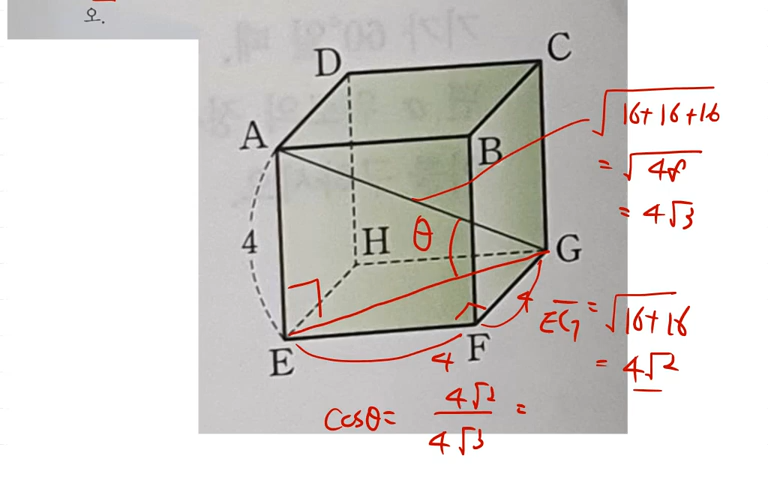 오.
D
C
A
B
4
H
θ
G
E
F
4
4
√16+16+16
= √48
= 4√3
EG = √16+16
= 4√2
cosθ = 4√2 / 4√3 =